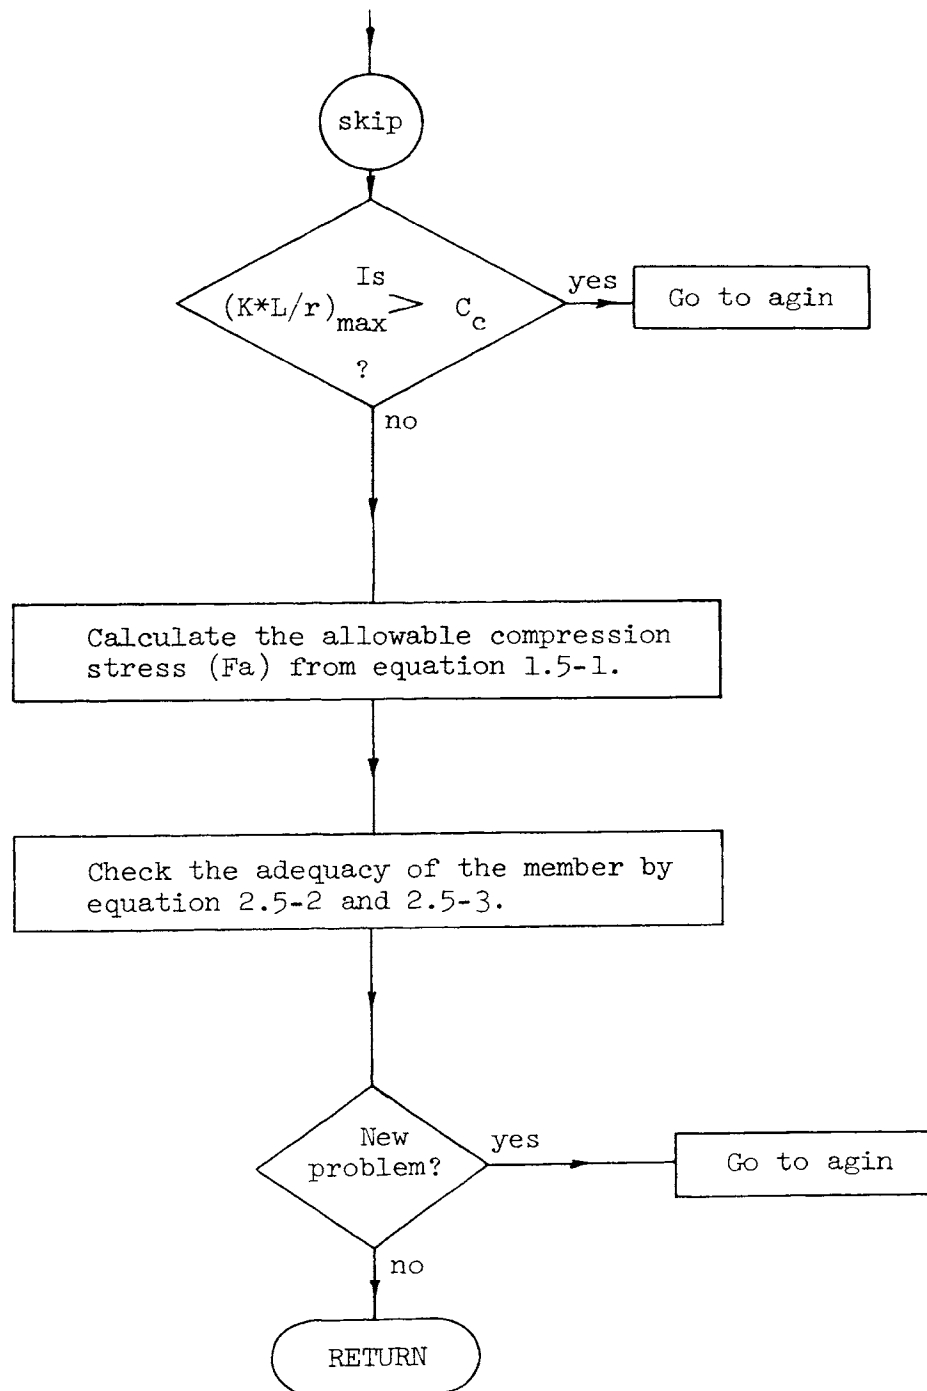 skip
Is
(K*L/r)max > Cc
?
yes
Go to agin
no
Calculate the allowable compression
stress (Fa) from equation 1.5-1.
Check the adequacy of the member by
equation 2.5-2 and 2.5-3.
New
problem?
yes
Go to agin
no
RETURN